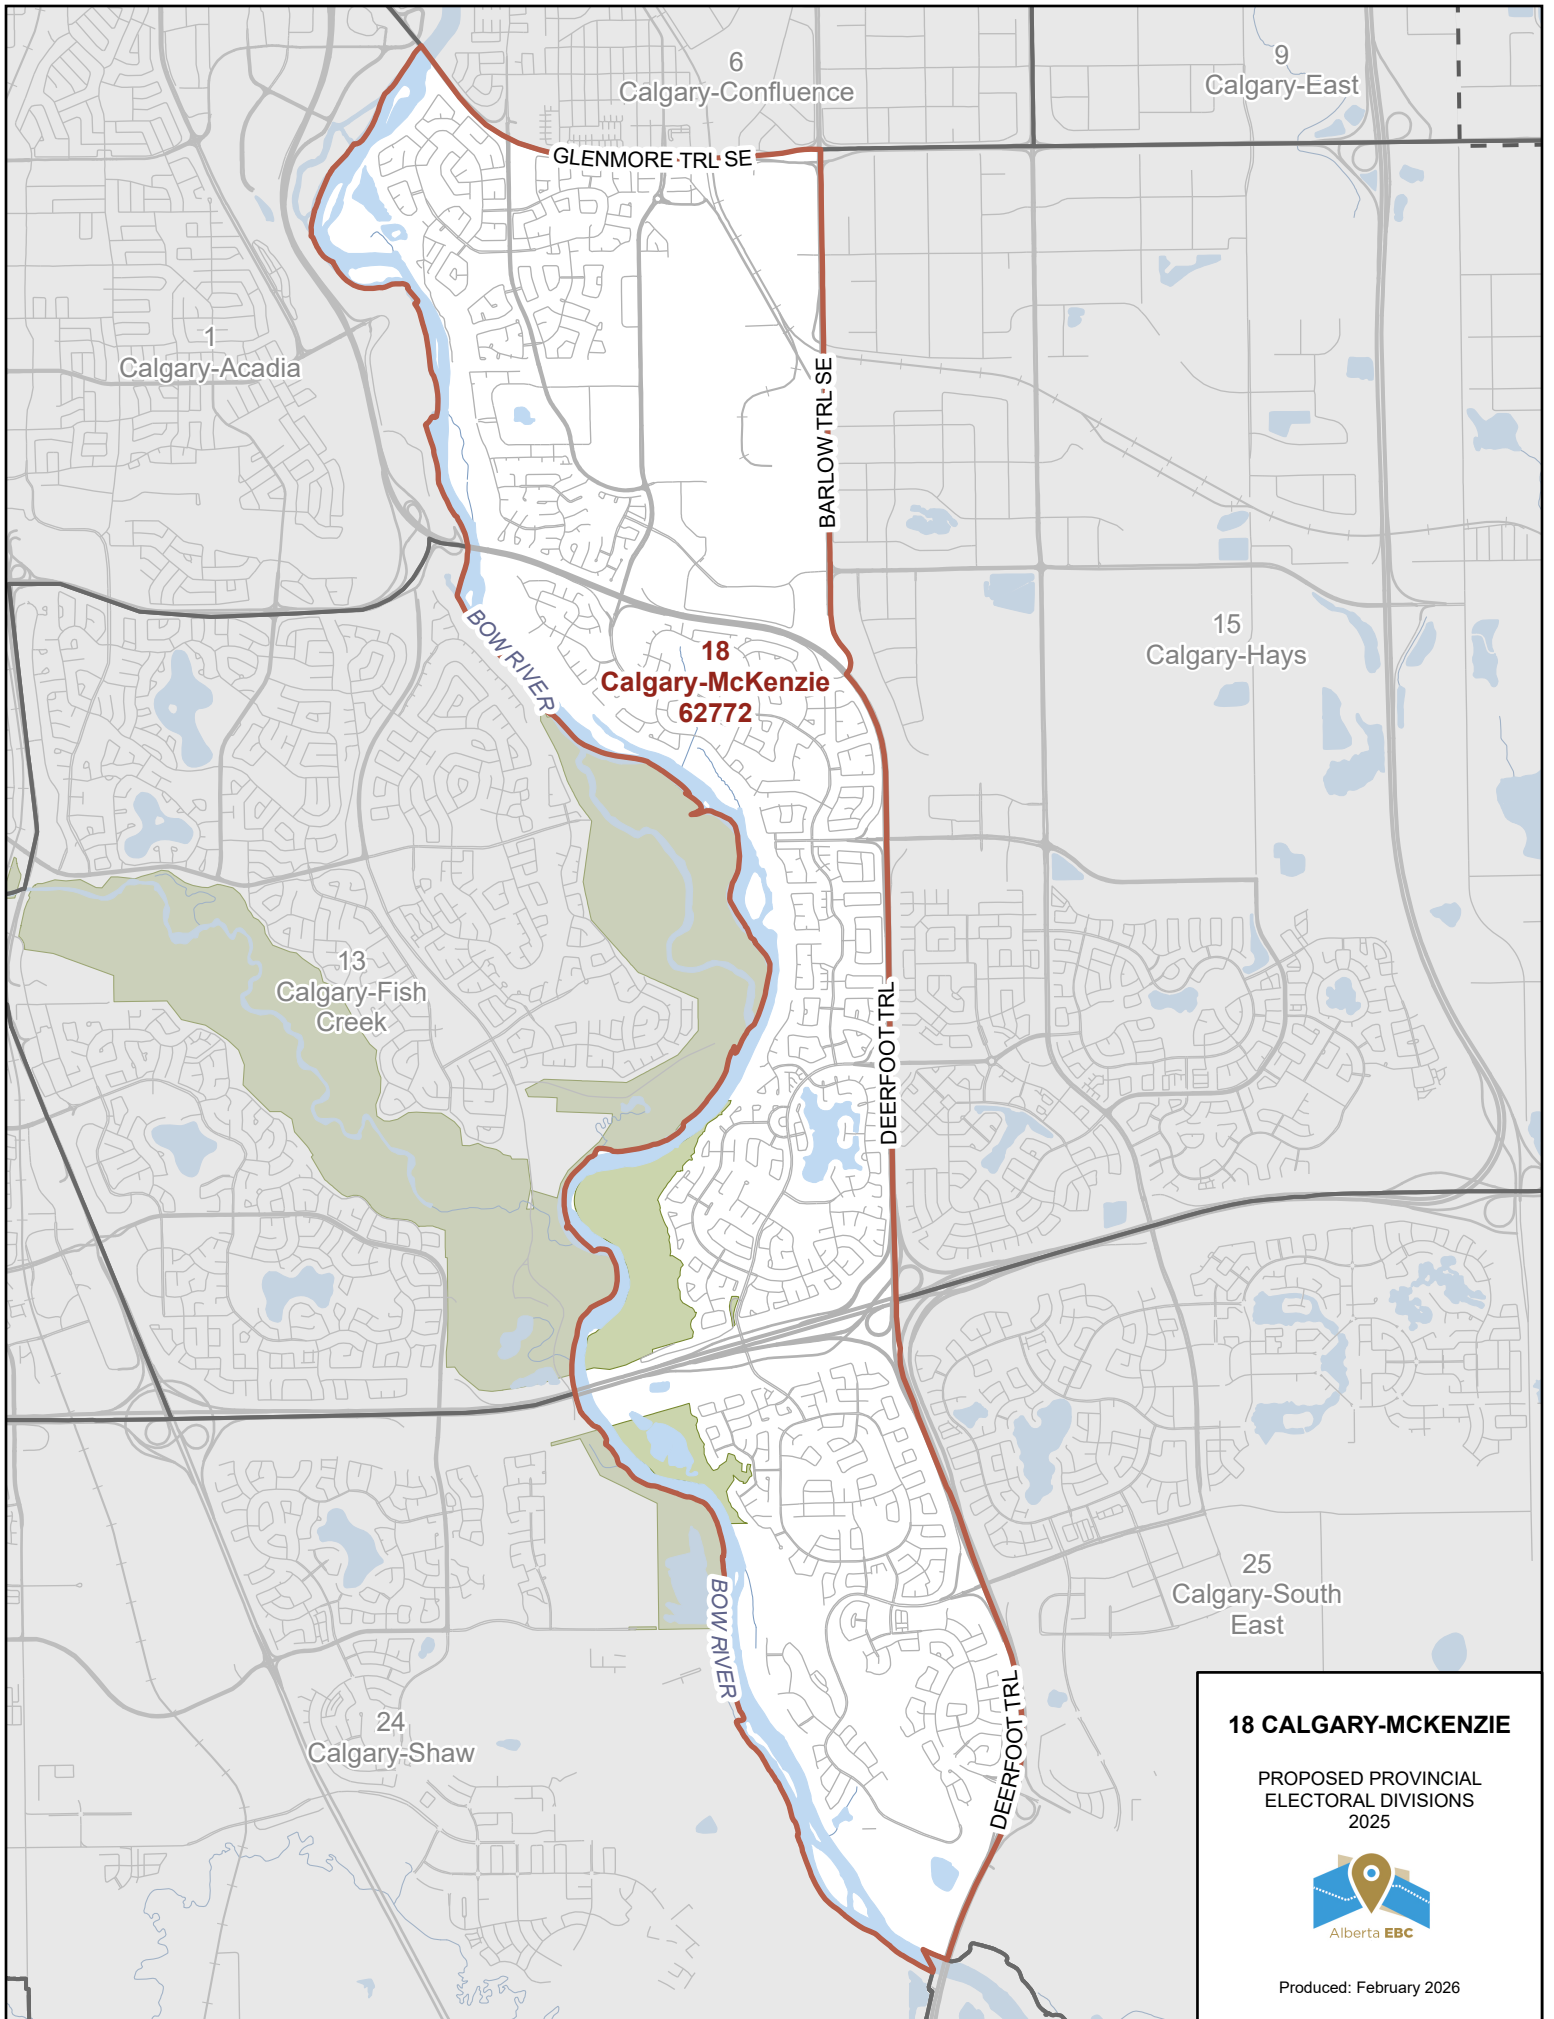 6
Calgary-Confluence
9
Calgary-East
GLENMORE TRL SE
1
Calgary-Acadia
BARLOW TRL SE
BOW RIVER
18
Calgary-McKenzie
62772
15
Calgary-Hays
13
Calgary-Fish
Creek
DEERFOOT TRL
25
Calgary-South
East
BOW RIVER
24
Calgary-Shaw
DEERFOOT TRL
18 CALGARY-MCKENZIE
PROPOSED PROVINCIAL
ELECTORAL DIVISIONS
2025
Alberta EBC
Produced: February 2026